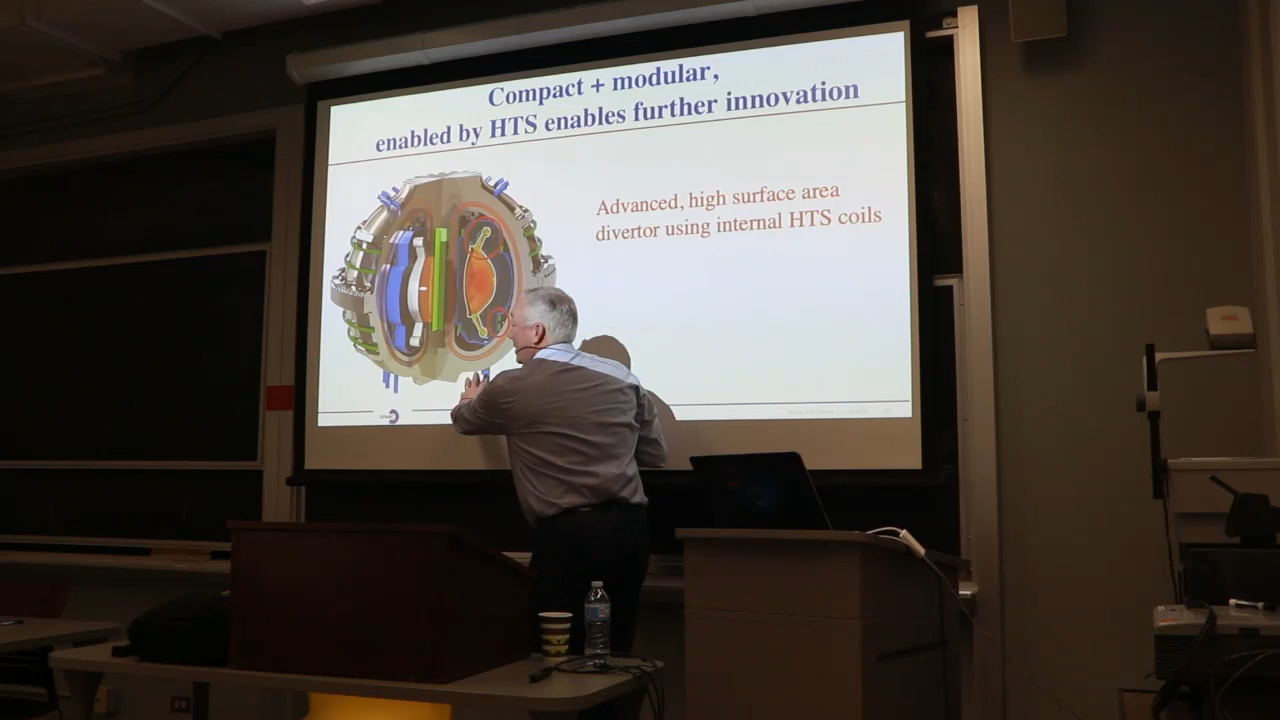 Compact + modular,
enabled by HTS enables further innovation
Advanced, high surface area
divertor using internal HTS coils